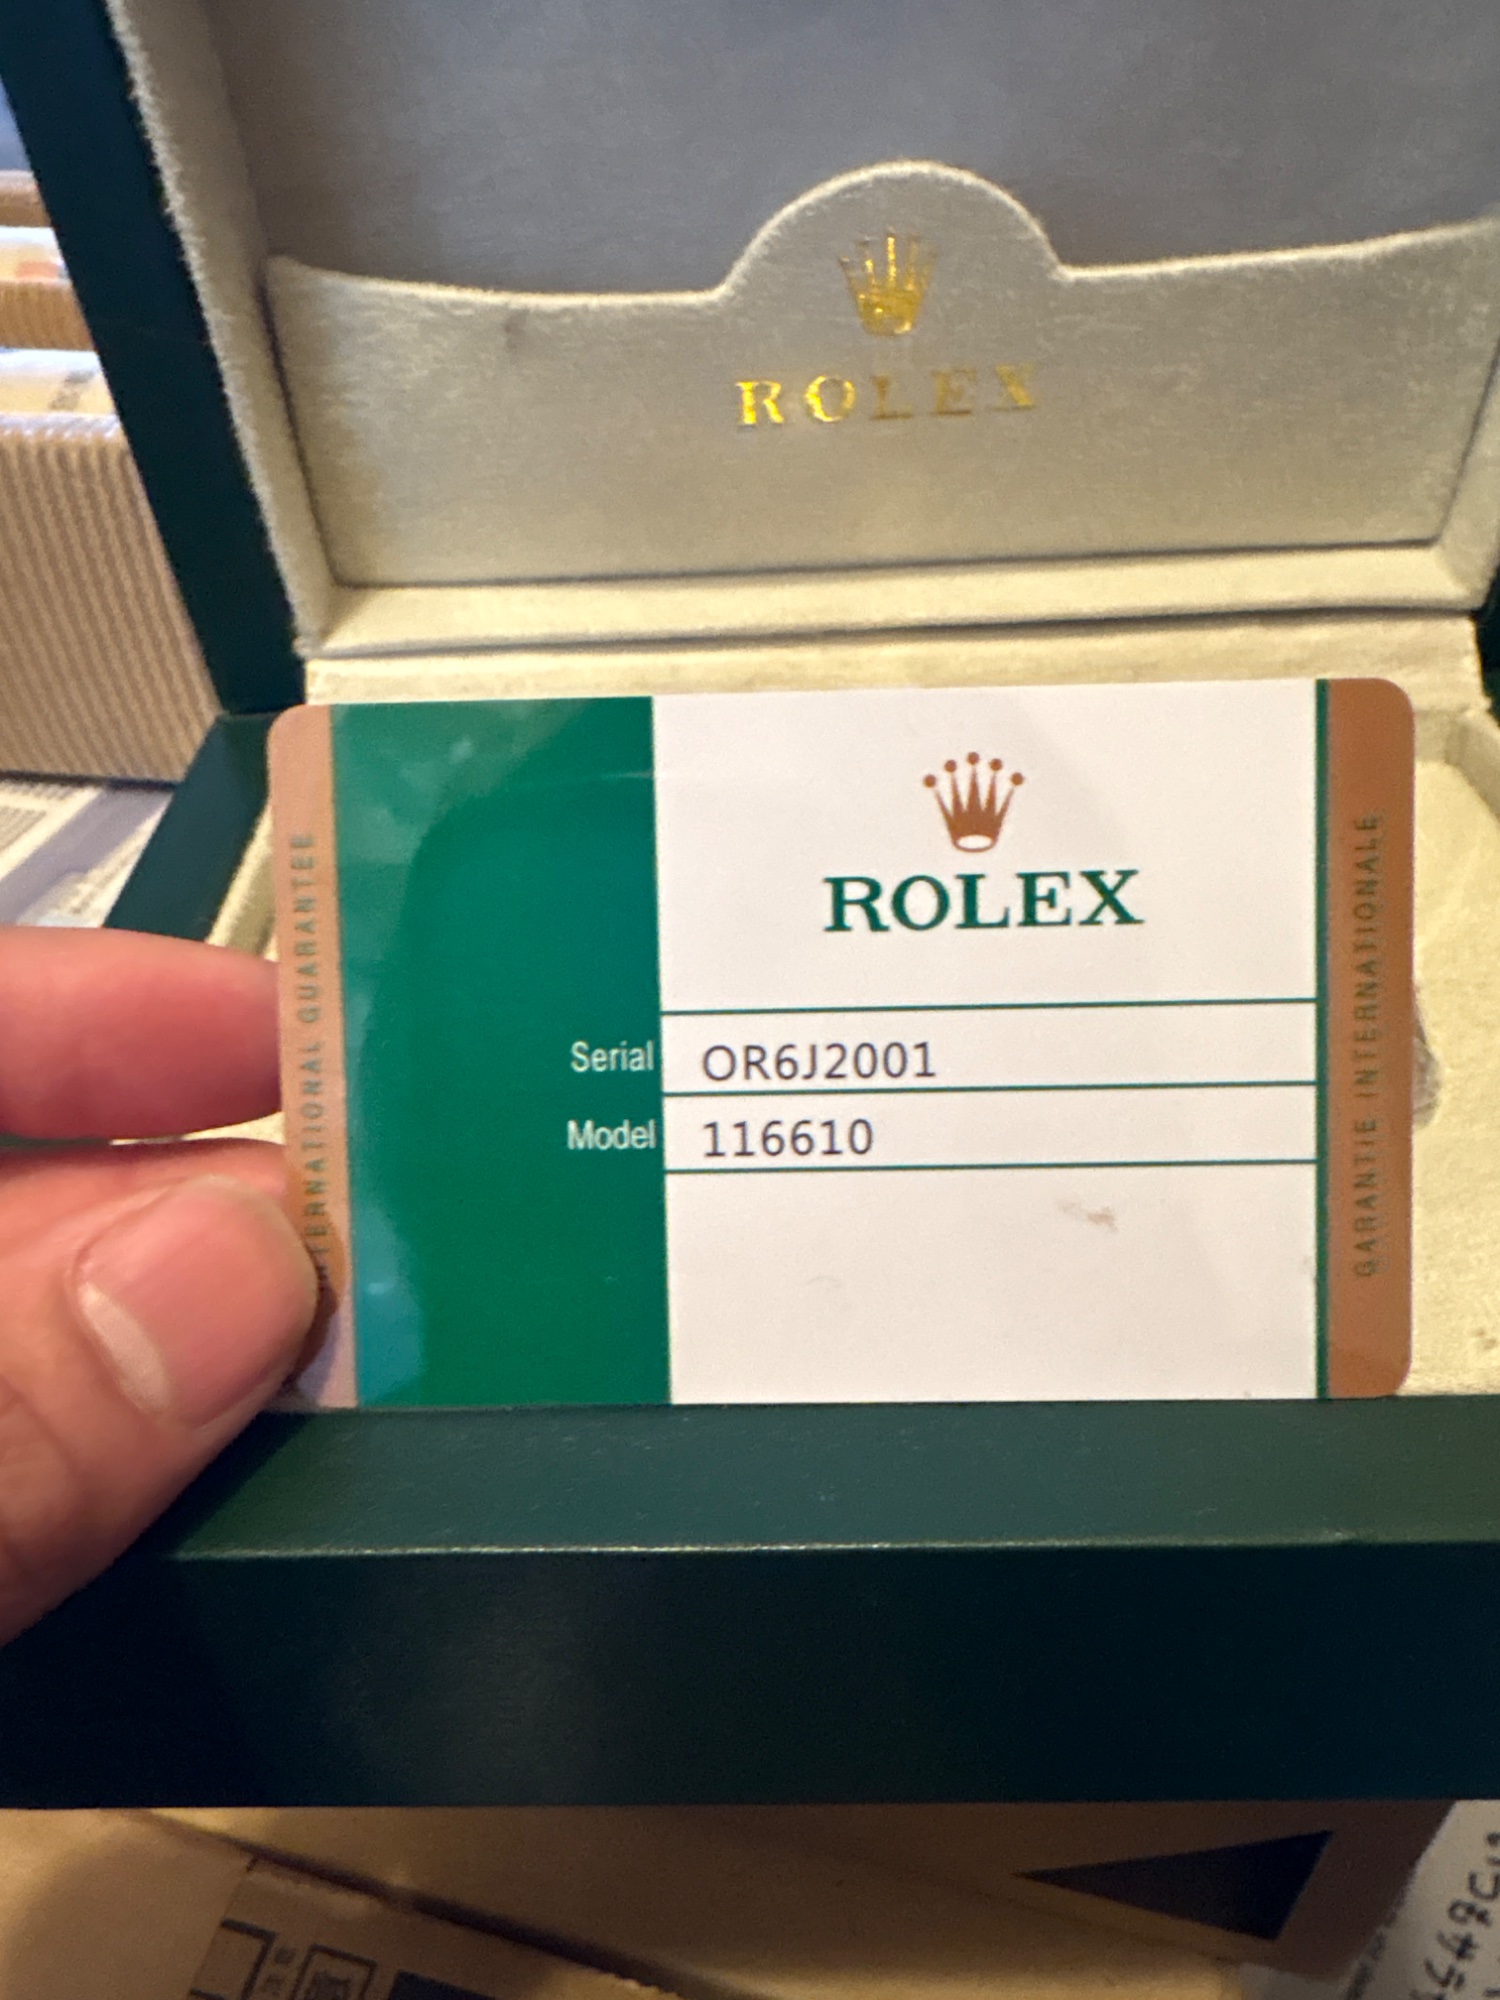 ROLEX
ROLEX
INTERNATIONAL GUARANTEE
Serial OR6J2001
Model 116610
GARANTIE INTERNATIONALE